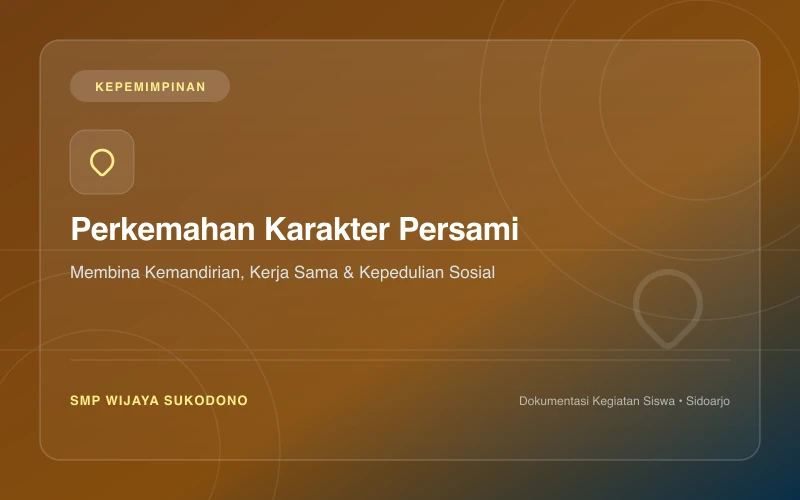 KEPEMIMPINAN
Perkemahan Karakter Persami
Membina Kemandirian, Kerja Sama & Kepedulian Sosial
SMP WIJAYA SUKODONO
Dokumentasi Kegiatan Siswa • Sidoarjo